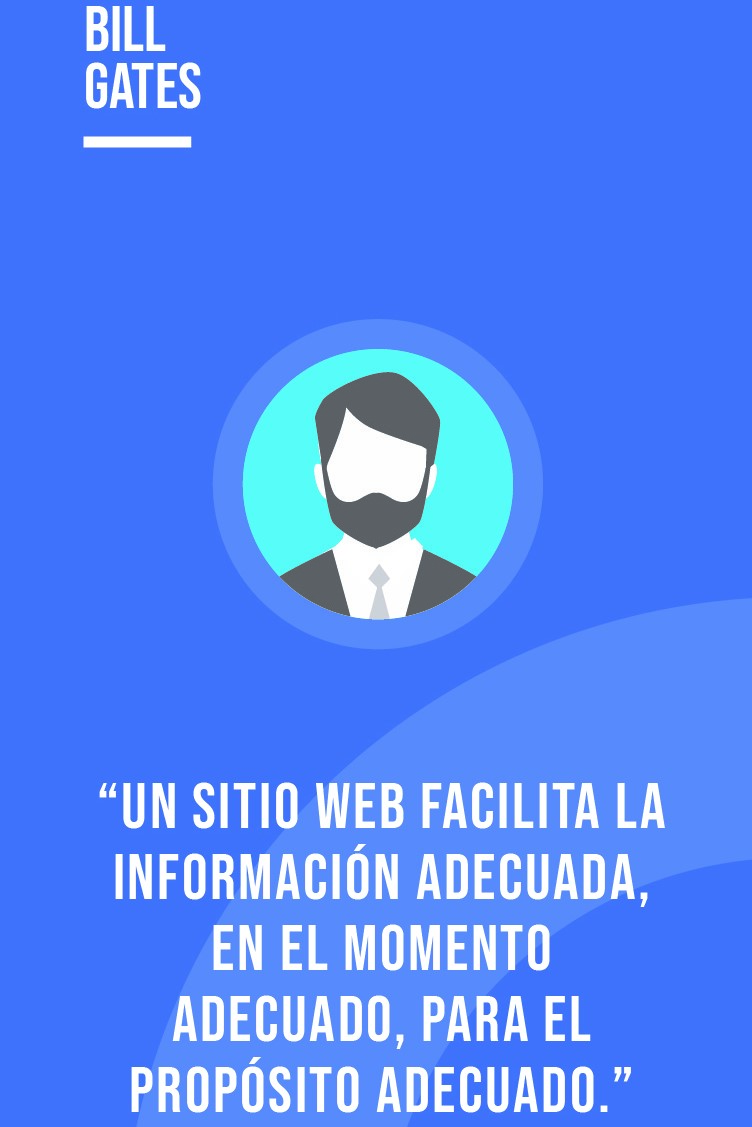 BILL
GATES
“UN SITIO WEB FACILITA LA
INFORMACIÓN ADECUADA,
EN EL MOMENTO
ADECUADO, PARA EL
PROPÓSITO ADECUADO.”